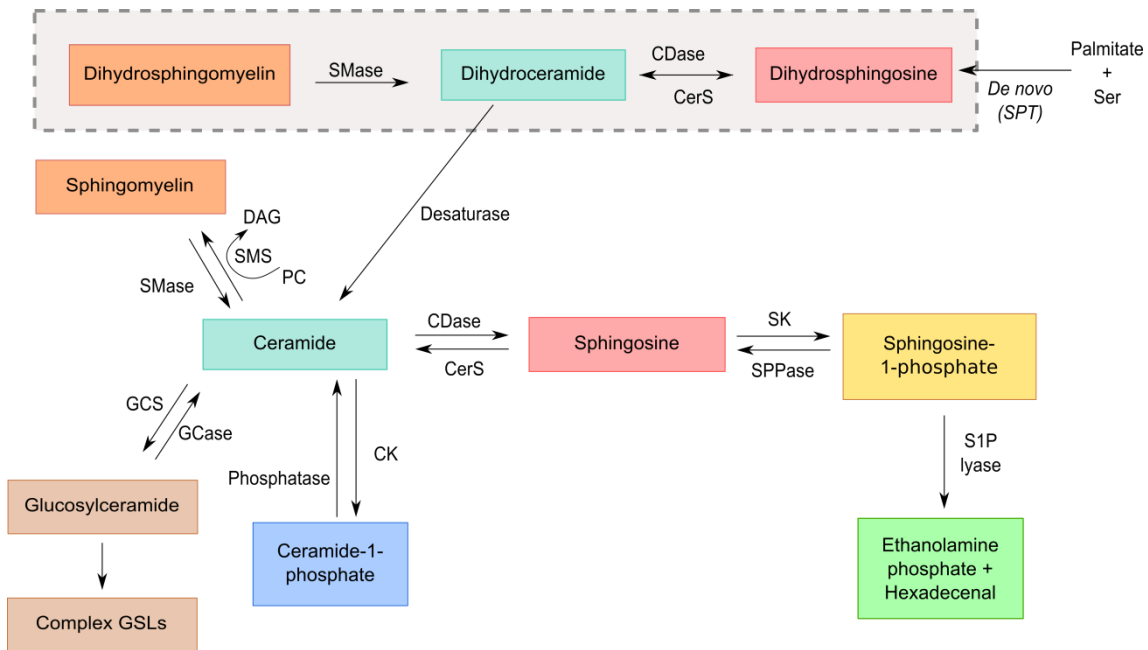 Dihydrosphingomyelin
SMase
Dihydroceramide
CDase
CerS
Dihydrosphingosine
De novo
(SPT)
Palmitate
+
Ser
Sphingomyelin
DAG
SMS
PC
SMase
Desaturase
Ceramide
CDase
CerS
Sphingosine
SK
SPPase
Sphingosine-
1-phosphate
GCS
GCase
Phosphatase
CK
S1P
lyase
Glucosylceramide
Ceramide-1-
phosphate
Ethanolamine
phosphate +
Hexadecenal
Complex GSLs